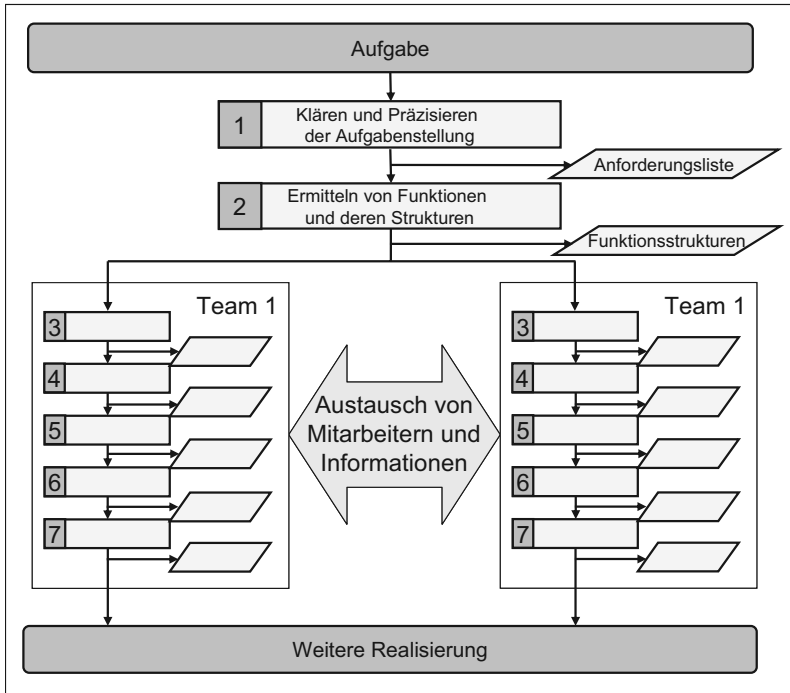 Aufgabe
1
Klären und Präzisieren
der Aufgabenstellung
Anforderungsliste
2
Ermitteln von Funktionen
und deren Strukturen
Funktionsstrukturen
Team 1
3
4
5
6
7
Austausch von
Mitarbeitern und
Informationen
Team 1
3
4
5
6
7
Weitere Realisierung